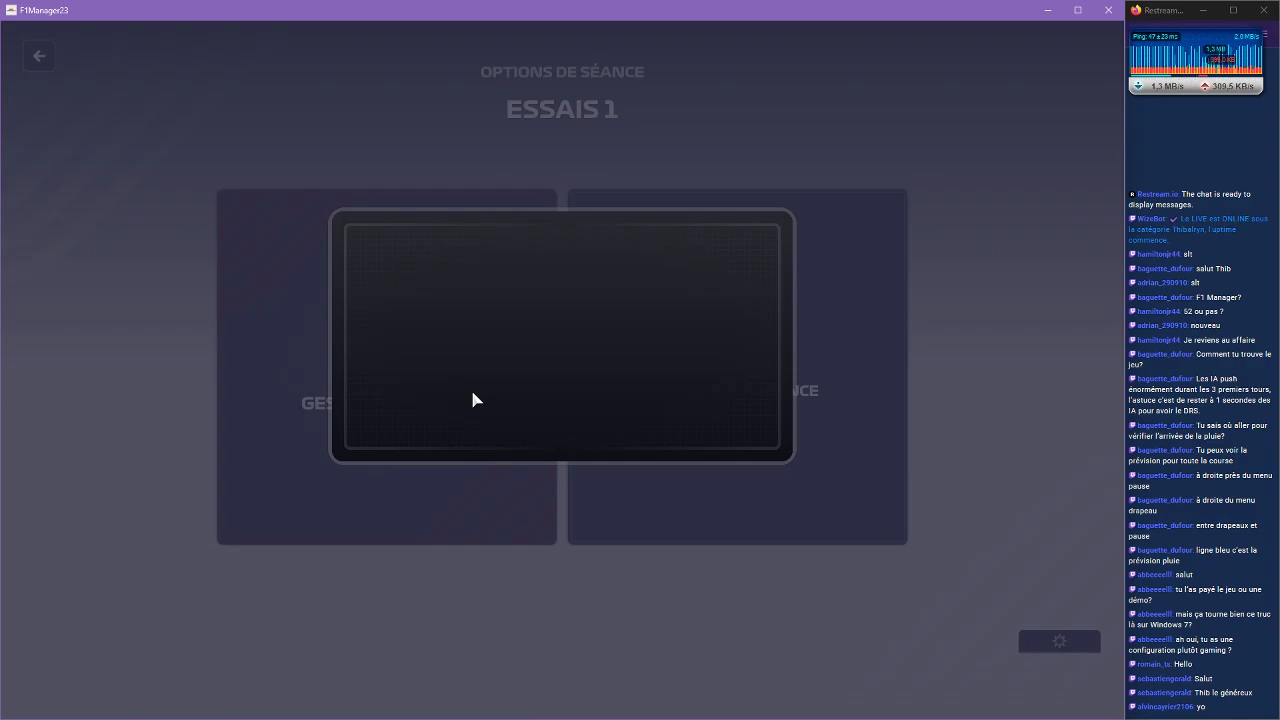 F1Manager23
OPTIONS DE SÉANCE
ESSAIS 1
GES
NCE
Restream...
Ping: 47 ±23 ms
2,0 MB/s
1,3 MB
1,3 MB/s
309,5 KB/s
Restream.io: The chat is ready to
display messages.
WizeBot: Le LIVE est ONLINE sous
la catégorie Thibalryn, l'uptime
commence.
hamiltonjr44: slt
baguette_dufour: salut Thib
adrian_290910: slt
baguette_dufour: F1 Manager?
hamiltonjr44: 52 ou pas ?
adrian_290910: nouveau
hamiltonjr44: Je reviens au affaire
baguette_dufour: Comment tu trouve le
jeu?
baguette_dufour: Les IA push
énormément durant les 3 premiers tours,
l'astuce c'est de rester à 1 secondes des
IA pour avoir le DRS.
baguette_dufour: Tu sais où aller pour
vérifier l'arrivée de la pluie?
baguette_dufour: Tu peux voir la
prévision pour toute la course
baguette_dufour: à droite près du menu
pause
baguette_dufour: à droite du menu
drapeau
baguette_dufour: entre drapeaux et
pause
baguette_dufour: ligne bleu c'est la
prévision pluie
abbeeeelll: salut
abbeeeelll: tu l'as payé le jeu ou une
démo?
abbeeeelll: mais ça tourne bien ce truc
là sur Windows 7?
abbeeeelll: ah oui, tu as une
configuration plutôt gaming ?
romain_ts: Hello
sebastiengerald: Salut
sebastiengerald: Thib le généreux
alvincayrier2106: yo